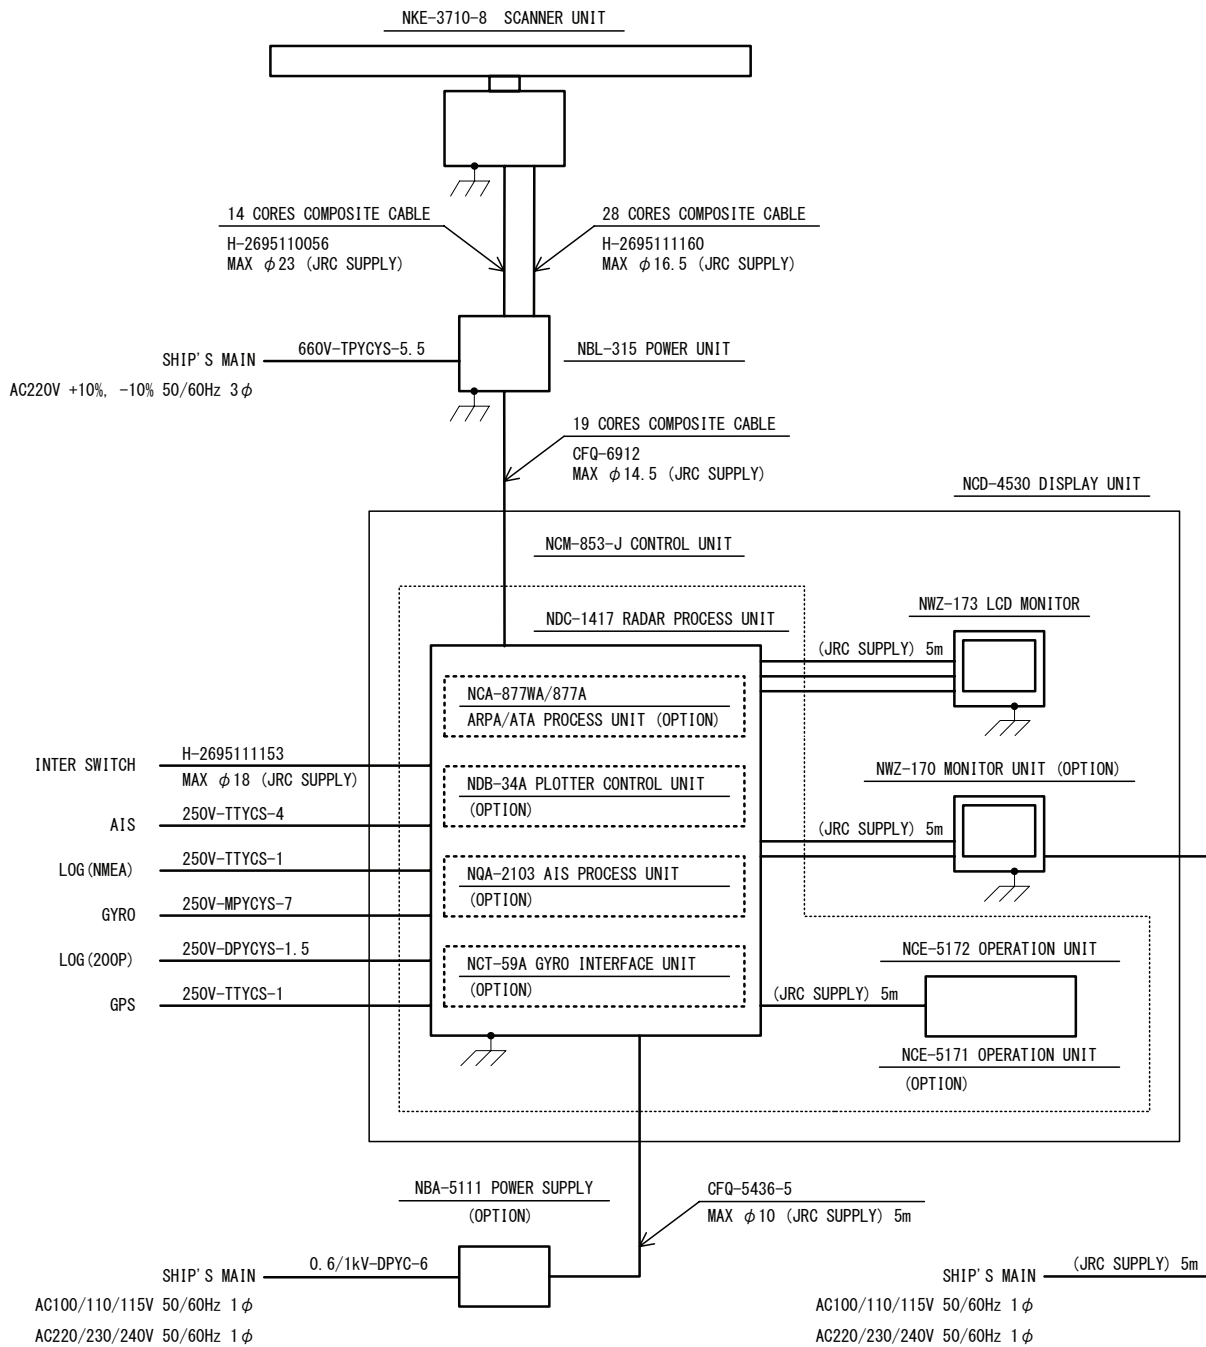 NKE-3710-8 SCANNER UNIT
14 CORES COMPOSITE CABLE
H-2695110056
MAX φ23 (JRC SUPPLY)
28 CORES COMPOSITE CABLE
H-2695111160
MAX φ16.5 (JRC SUPPLY)
660V-TPYCYS-5.5
SHIP'S MAIN
AC220V +10%, -10% 50/60Hz 3φ
NBL-315 POWER UNIT
19 CORES COMPOSITE CABLE
CFQ-6912
MAX φ14.5 (JRC SUPPLY)
NCD-4530 DISPLAY UNIT
NCM-853-J CONTROL UNIT
NDC-1417 RADAR PROCESS UNIT
NWZ-173 LCD MONITOR
(JRC SUPPLY) 5m
NCA-877WA/877A
ARPA/ATA PROCESS UNIT (OPTION)
INTER SWITCH
H-2695111153
MAX φ18 (JRC SUPPLY)
NDB-34A PLOTTER CONTROL UNIT
(OPTION)
NWZ-170 MONITOR UNIT (OPTION)
(JRC SUPPLY) 5m
AIS
250V-TTYCS-4
LOG(NMEA)
250V-TTYCS-1
NQA-2103 AIS PROCESS UNIT
(OPTION)
GYRO
250V-MPYCYS-7
LOG(200P)
250V-DPYCYS-1.5
NCT-59A GYRO INTERFACE UNIT
(OPTION)
GPS
250V-TTYCS-1
NCE-5172 OPERATION UNIT
(JRC SUPPLY) 5m
NCE-5171 OPERATION UNIT
(OPTION)
NBA-5111 POWER SUPPLY
(OPTION)
CFQ-5436-5
MAX φ10 (JRC SUPPLY) 5m
0.6/1kV-DPYC-6
SHIP'S MAIN
AC100/110/115V 50/60Hz 1φ
AC220/230/240V 50/60Hz 1φ
(JRC SUPPLY) 5m
SHIP'S MAIN
AC100/110/115V 50/60Hz 1φ
AC220/230/240V 50/60Hz 1φ